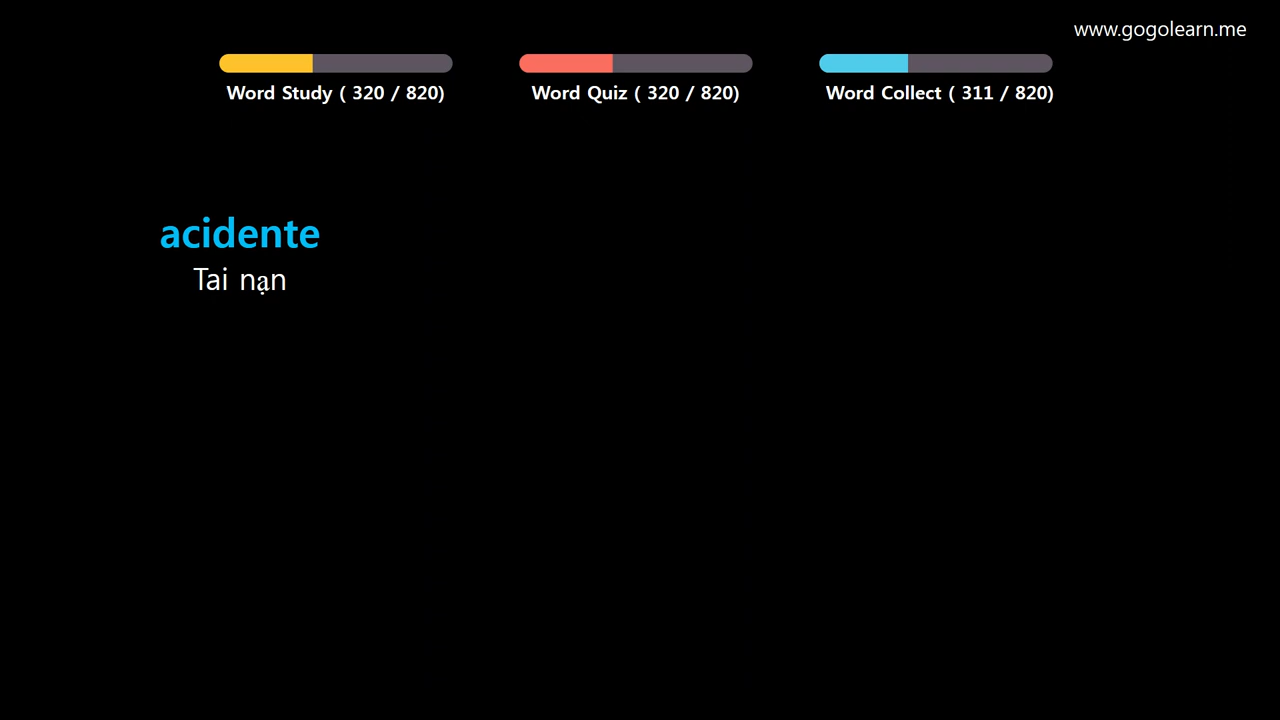 www.gogolearn.me
Word Study ( 320 / 820)
Word Quiz ( 320 / 820)
Word Collect ( 311 / 820)
acidente
Tai nạn